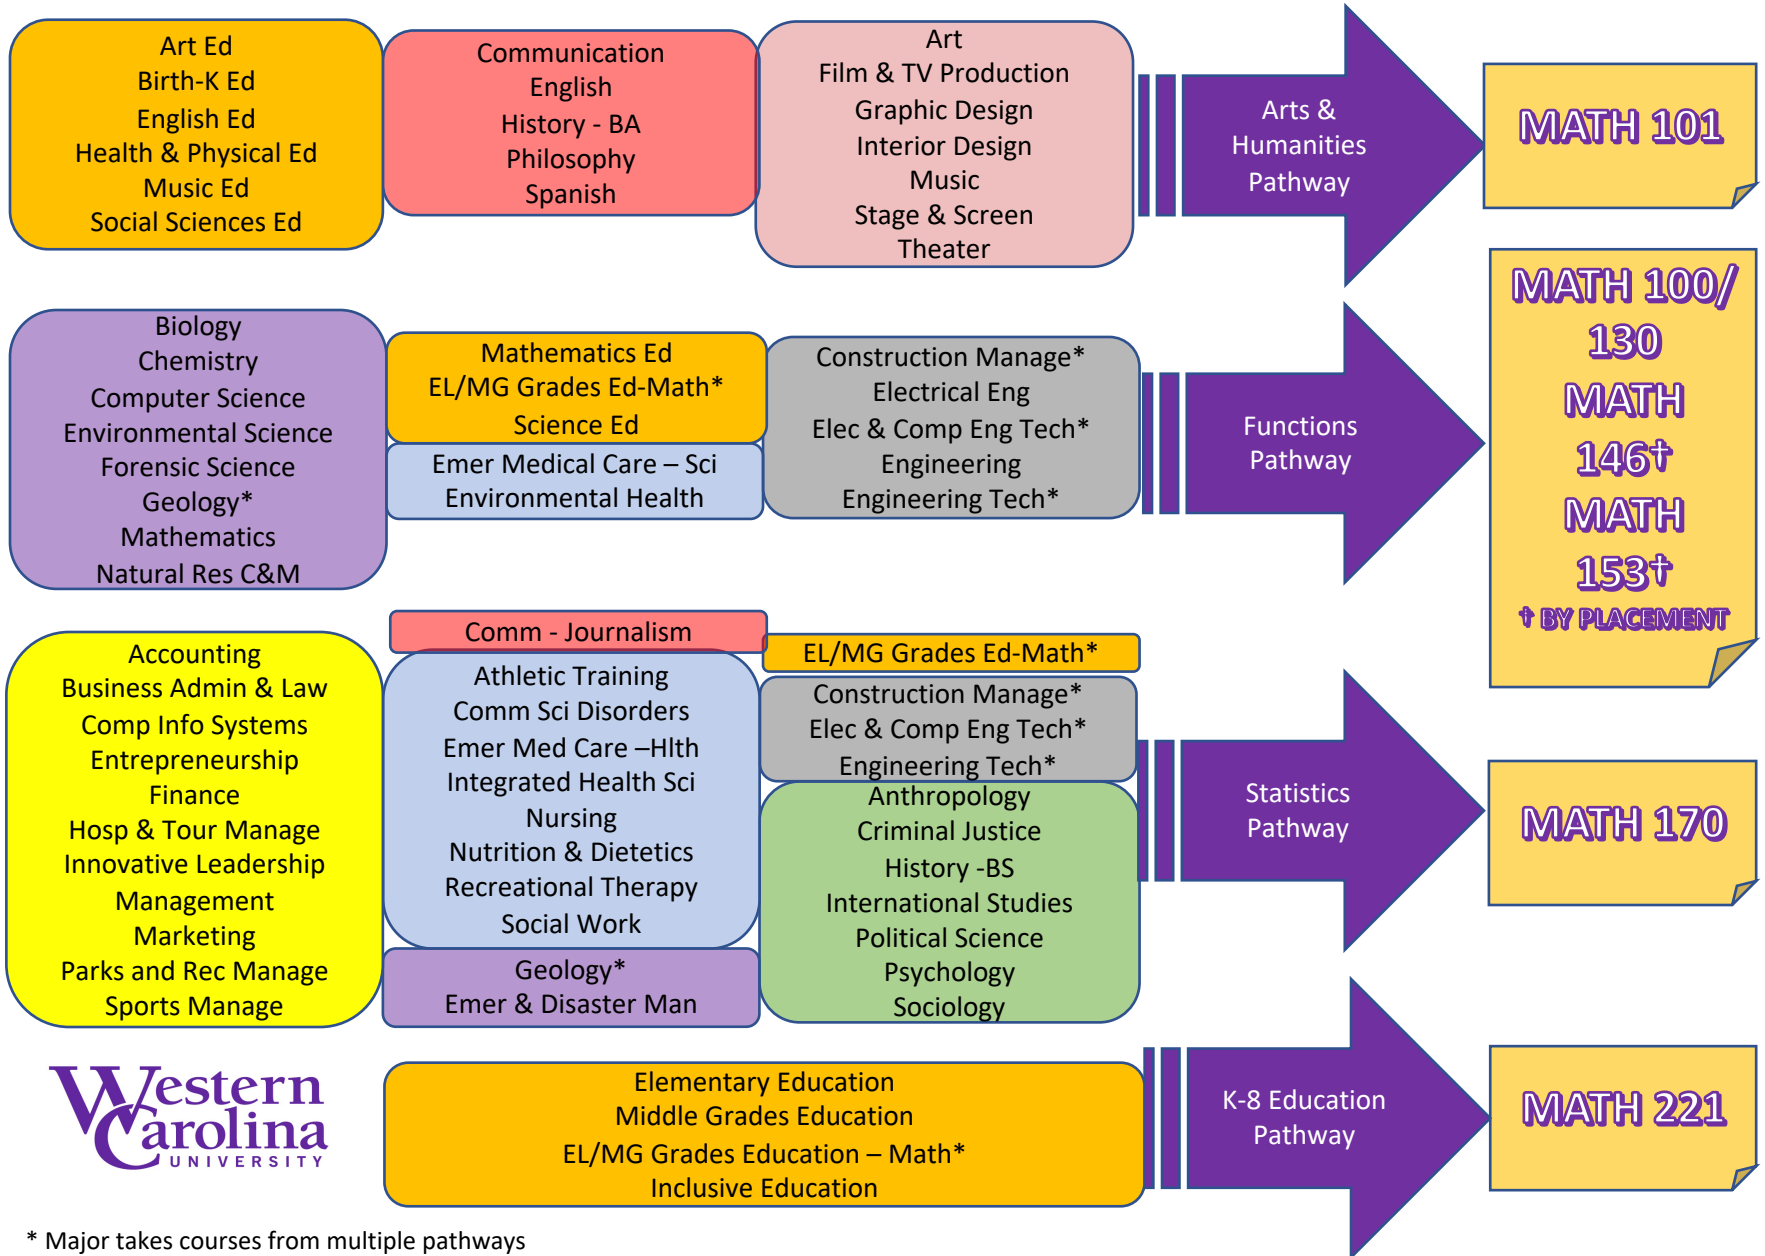 Art Ed
Birth-K Ed
English Ed
Health & Physical Ed
Music Ed
Social Sciences Ed
Communication
English
History - BA
Philosophy
Spanish
Art
Film & TV Production
Graphic Design
Interior Design
Music
Stage & Screen
Theater
Arts &
Humanities
Pathway
MATH 101
Biology
Chemistry
Computer Science
Environmental Science
Forensic Science
Geology*
Mathematics
Natural Res C&M
Mathematics Ed
EL/MG Grades Ed-Math*
Science Ed
Emer Medical Care – Sci
Environmental Health
Construction Manage*
Electrical Eng
Elec & Comp Eng Tech*
Engineering
Engineering Tech*
Functions
Pathway
MATH 100/
130
MATH
146†
MATH
153†
† BY PLACEMENT
Accounting
Business Admin & Law
Comp Info Systems
Entrepreneurship
Finance
Hosp & Tour Manage
Innovative Leadership
Management
Marketing
Parks and Rec Manage
Sports Manage
Comm - Journalism
Athletic Training
Comm Sci Disorders
Emer Med Care –Hlth
Integrated Health Sci
Nursing
Nutrition & Dietetics
Recreational Therapy
Social Work
Geology*
Emer & Disaster Man
EL/MG Grades Ed-Math*
Construction Manage*
Elec & Comp Eng Tech*
Engineering Tech*
Anthropology
Criminal Justice
History -BS
International Studies
Political Science
Psychology
Sociology
Statistics
Pathway
MATH 170
Western
Carolina
UNIVERSITY
Elementary Education
Middle Grades Education
EL/MG Grades Education – Math*
Inclusive Education
K-8 Education
Pathway
MATH 221
* Major takes courses from multiple pathways